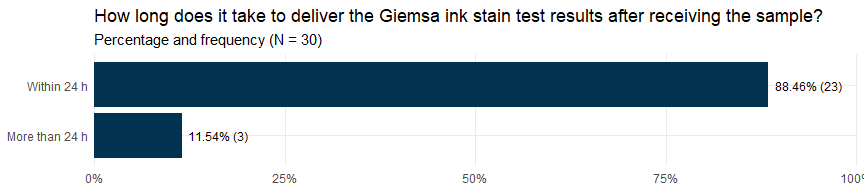 How long does it take to deliver the Giemsa ink stain test results after receiving the sample?
Percentage and frequency (N = 30)
Within 24 h 88.46% (23)
More than 24 h 11.54% (3)
0% 25% 50% 75% 100%